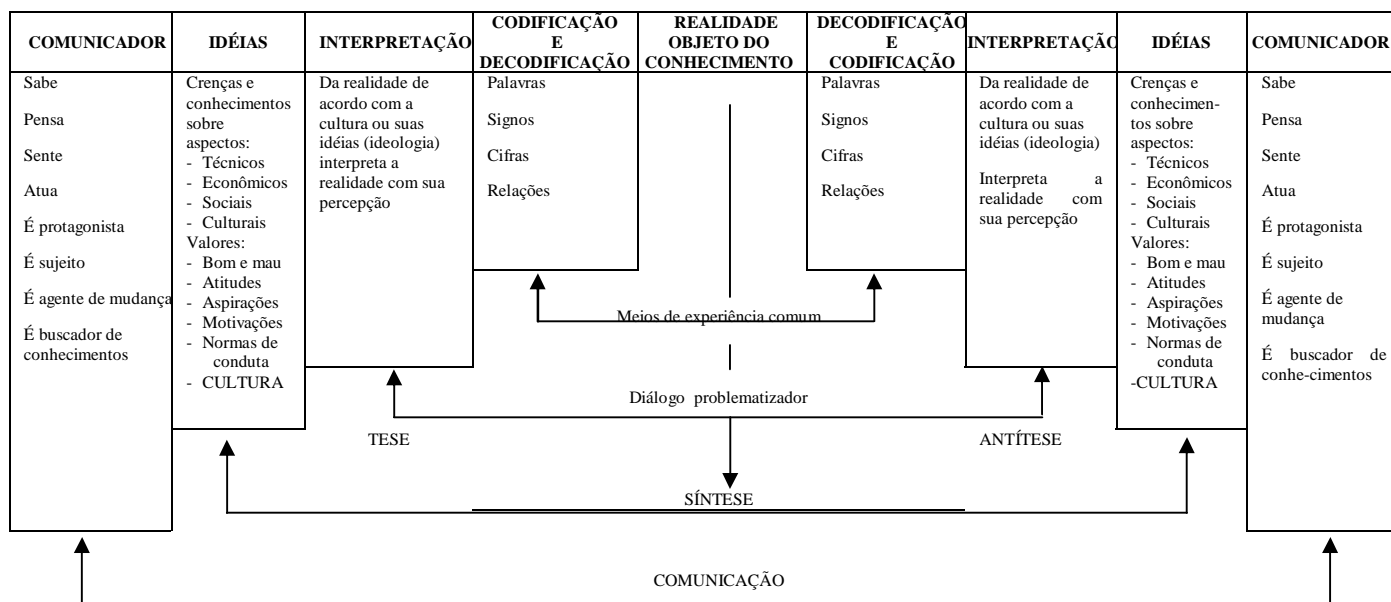 COMUNICADOR
IDÉIAS
INTERPRETAÇÃO
CODIFICAÇÃO
E
DECODIFICAÇÃO
REALIDADE
OBJETO DO
CONHECIMENTO
DECODIFICAÇÃO
E
CODIFICAÇÃO
INTERPRETAÇÃO
IDÉIAS
COMUNICADOR
Sabe
Pensa
Sente
Atua
É protagonista
É sujeito
É agente de mudança
É buscador de
conhecimentos
Crenças e
conhecimentos
sobre
aspectos:
- Técnicos
- Econômicos
- Sociais
- Culturais
Valores:
- Bom e mau
- Atitudes
- Aspirações
- Motivações
- Normas de
conduta
- CULTURA
Da realidade de
acordo com a
cultura ou suas
idéias (ideologia)
interpreta a
realidade com sua
percepção
Palavras
Signos
Cifras
Relações
Palavras
Signos
Cifras
Relações
Da realidade de
acordo com a
cultura ou suas
idéias (ideologia)
Interpreta a
realidade com
sua percepção
Crenças e
conhecimen-
tos sobre
aspectos:
- Técnicos
- Econômicos
- Sociais
- Culturais
Valores:
- Bom e mau
- Atitudes
- Aspirações
- Motivações
- Normas de
conduta
-CULTURA
Sabe
Pensa
Sente
Atua
É protagonista
É sujeito
É agente de
mudança
É buscador de
conhe-cimentos
Meios de experiência comum
Diálogo problematizador
TESE
ANTÍTESE
SÍNTESE
COMUNICAÇÃO